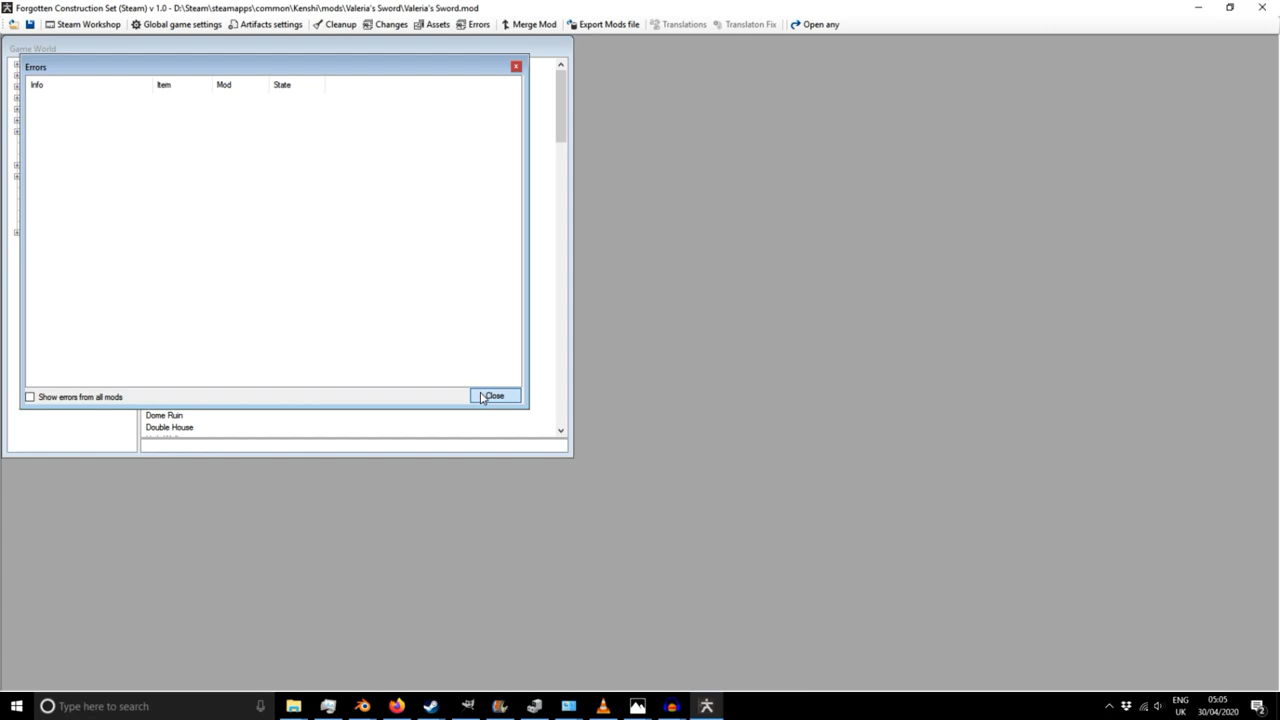 Forgotten Construction Set (Steam) v 1.0 - D:\Steam\steamapps\common\Kenshi\mods\Valeria's Sword\Valeria's Sword.mod
Steam Workshop Global game settings Artifacts settings Cleanup Changes Assets Errors Merge Mod Export Mods file Translations Translaton Fix Open any
Game World
Errors
Info Item Mod State
Show errors from all mods Close
Dome Ruin
Double House
Type here to search
ENG
UK
05:05
30/04/2020
2